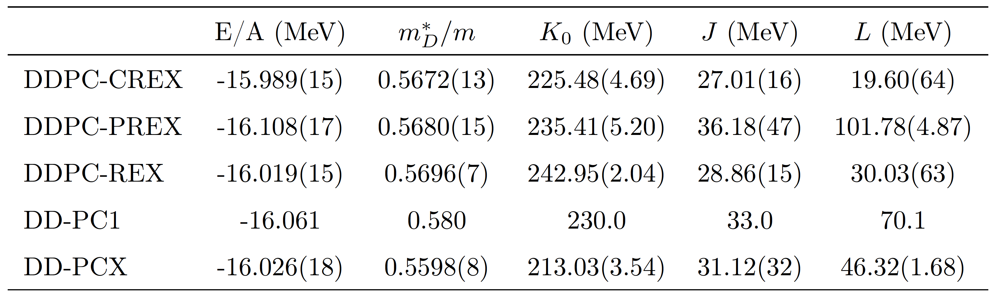 E/A (MeV) m*_D/m K_0 (MeV) J (MeV) L (MeV)
DDPC-CREX -15.989(15) 0.5672(13) 225.48(4.69) 27.01(16) 19.60(64)
DDPC-PREX -16.108(17) 0.5680(15) 235.41(5.20) 36.18(47) 101.78(4.87)
DDPC-REX -16.019(15) 0.5696(7) 242.95(2.04) 28.86(15) 30.03(63)
DD-PC1 -16.061 0.580 230.0 33.0 70.1
DD-PCX -16.026(18) 0.5598(8) 213.03(3.54) 31.12(32) 46.32(1.68)